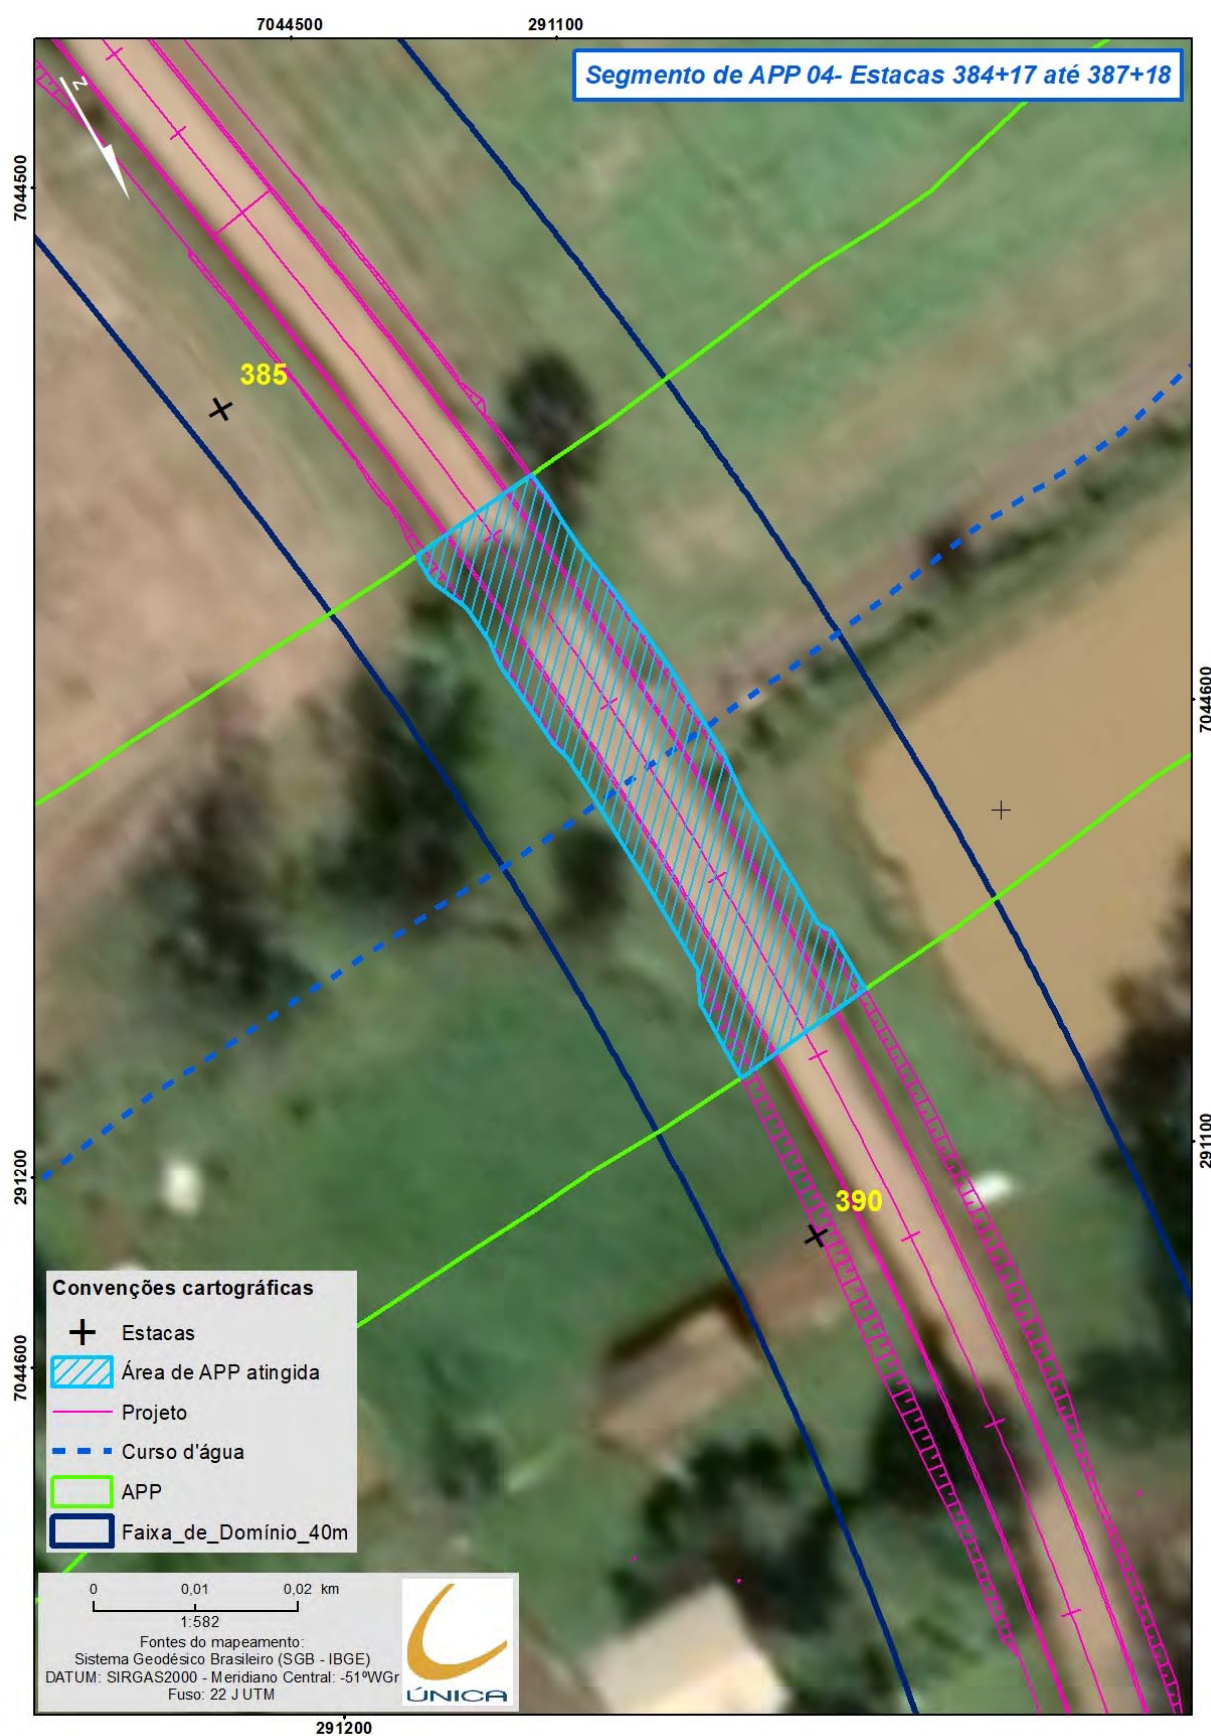 7044500
291100
Segmento de APP 04- Estacas 384+17 até 387+18
N
7044500
385
7044600
291100
291200
390
Convenções cartográficas
Estacas
Área de APP atingida
Projeto
Curso d'água
APP
Faixa_de_Domínio_40m
7044600
0 0,01 0,02 km
1:582
Fontes do mapeamento:
Sistema Geodésico Brasileiro (SGB - IBGE)
DATUM: SIRGAS2000 - Meridiano Central: -51ºWGr
Fuso: 22 J UTM
ÚNICA
291200